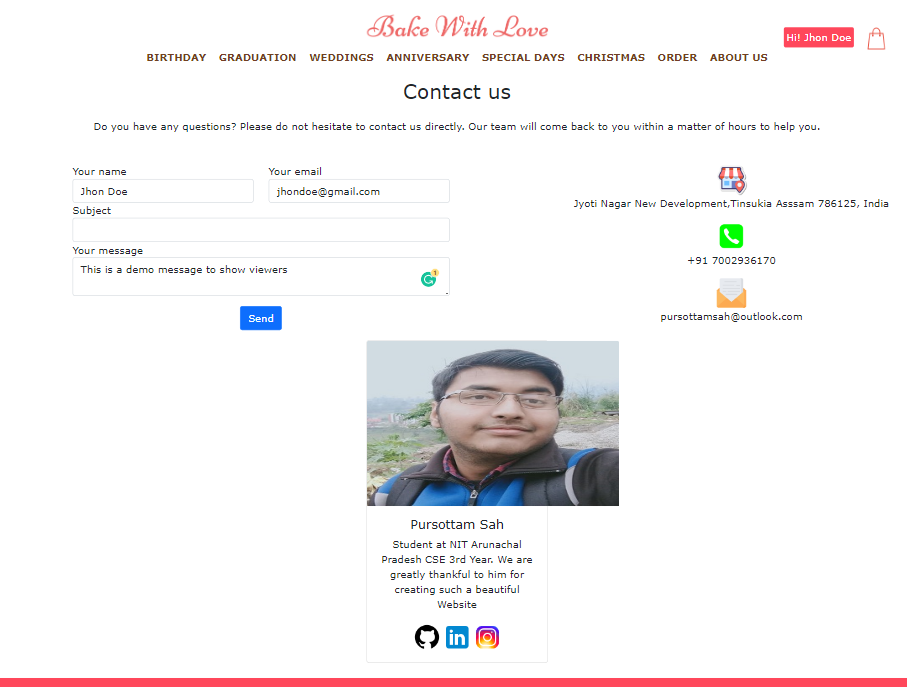 Bake With Love
Hi! Jhon Doe
BIRTHDAY GRADUATION WEDDINGS ANNIVERSARY SPECIAL DAYS CHRISTMAS ORDER ABOUT US
Contact us
Do you have any questions? Please do not hesitate to contact us directly. Our team will come back to you within a matter of hours to help you.
Your name
Jhon Doe
Your email
jhondoe@gmail.com
Subject
Your message
This is a demo message to show viewers
1
Send
Jyoti Nagar New Development,Tinsukia Asssam 786125, India
+91 7002936170
pursottamsah@outlook.com
Pursottam Sah
Student at NIT Arunachal
Pradesh CSE 3rd Year. We are
greatly thankful to him for
creating such a beautiful
Website
in